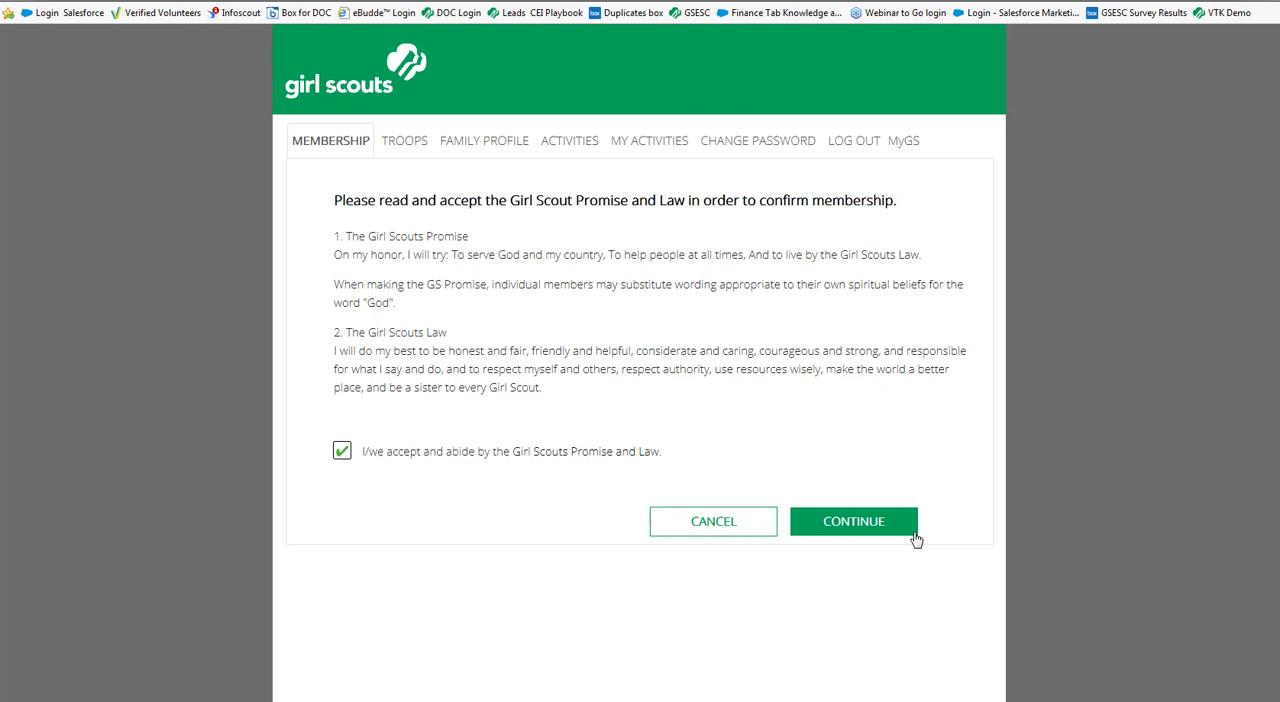 Login Salesforce Verified Volunteers Infoscout Box for DOC eBudde™ Login DOC Login Leads CEI Playbook Duplicates box GSESC Finance Tab Knowledge a... Webinar to Go login Login - Salesforce Marketi... GSESC Survey Results VTK Demo
girl scouts
MEMBERSHIP TROOPS FAMILY PROFILE ACTIVITIES MY ACTIVITIES CHANGE PASSWORD LOG OUT MyGS
Please read and accept the Girl Scout Promise and Law in order to confirm membership.
1. The Girl Scouts Promise
On my honor, I will try: To serve God and my country, To help people at all times, And to live by the Girl Scouts Law.
When making the GS Promise, individual members may substitute wording appropriate to their own spiritual beliefs for the
word "God".
2. The Girl Scouts Law
I will do my best to be honest and fair, friendly and helpful, considerate and caring, courageous and strong, and responsible
for what I say and do, and to respect myself and others, respect authority, use resources wisely, make the world a better
place, and be a sister to every Girl Scout.
I/we accept and abide by the Girl Scouts Promise and Law.
CANCEL CONTINUE